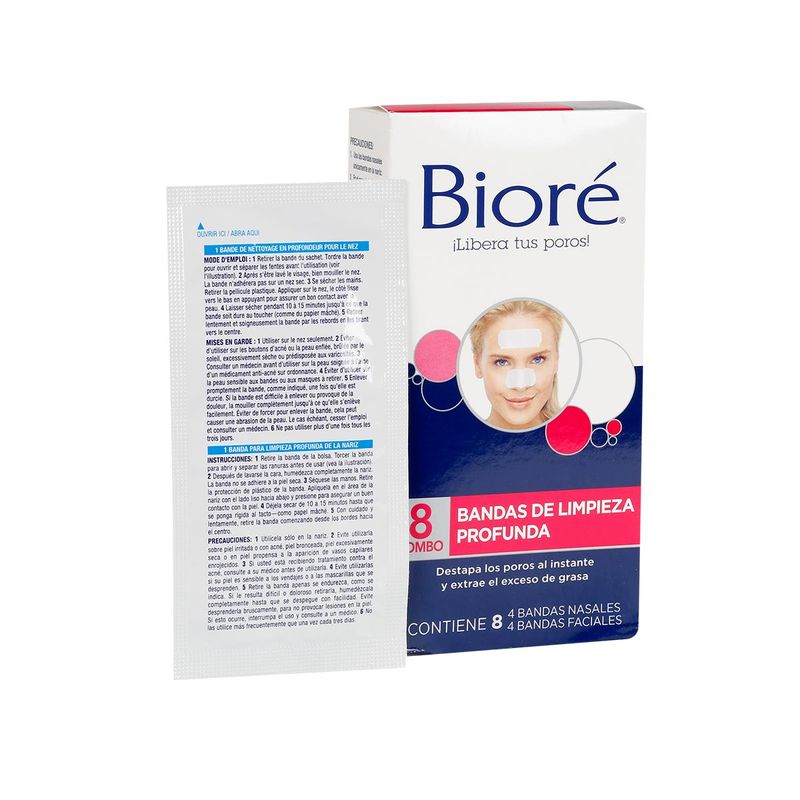 OUVRIR ICI / ABRA AQUI
1 BANDE DE NETTOYAGE EN PROFONDEUR POUR LE NEZ
MODE D'EMPLOI : 1 Retirer la bande du sachet. Tordre la bande
pour ouvrir et séparer les fentes avant l'utilisation (voir
l'illustration). 2 Après s'être lavé le visage, bien mouiller le nez.
La bande n'adhérera pas sur un nez sec. 3 Se sécher les mains.
Retirer la pellicule plastique. Appliquer sur le nez, le côté lisse
vers le bas en appuyant pour assurer un bon contact avec la
peau. 4 Laisser sécher pendant 10 à 15 minutes jusqu'à ce que la
bande soit dure au toucher (comme du papier mâché). 5 Retirer
lentement et soigneusement la bande par les rebords en les tirant
vers le centre.
MISES EN GARDE : 1 Utiliser sur le nez seulement. 2 Éviter
d'utiliser sur les boutons d'acné ou la peau enflée, brûlée par le
soleil, excessivement sèche ou prédisposée aux varicosités. 3
Consulter un médecin avant d'utiliser sur la peau soignée à l'aide
d'un médicament anti-acné sur ordonnance. 4 Éviter d'utiliser sur
la peau sensible aux bandes ou aux masques à retirer. 5 Enlever
promptement la bande, comme indiqué, une fois qu'elle est
durcie. Si la bande est difficile à enlever ou provoque de la
douleur, la mouiller complètement jusqu'à ce qu'elle s'enlève
facilement. Éviter de forcer pour enlever la bande, cela peut
causer une abrasion de la peau. Le cas échéant, cesser l'emploi
et consulter un médecin. 6 Ne pas utiliser plus d'une fois tous les
trois jours.
1 BANDA PARA LIMPIEZA PROFUNDA DE LA NARIZ
INSTRUCCIONES: 1 Retire la banda de la bolsa. Torcer la banda
para abrir y separar las ranuras antes de usar (vea la ilustración).
2 Después de lavarse la cara, humedezca completamente la nariz.
La banda no se adhiere a la piel seca. 3 Séquese las manos. Retire
la protección de plástico de la banda. Aplíquela en el área de la
nariz con el lado liso hacia abajo y presione para asegurar un buen
contacto con la piel. 4 Déjela secar de 10 a 15 minutos hasta que
se ponga rígida al tacto—como papel mâché. 5 Con cuidado y
lentamente, retire la banda comenzando desde los bordes hacia
el centro.
PRECAUCIONES: 1 Utilícela sólo en la nariz. 2 Evite utilizarla
sobre piel irritada o con acné, piel bronceada, piel excesivamente
seca o en piel propensa a la aparición de vasos capilares
enrojecidos. 3 Si usted está recibiendo tratamiento contra el
acné, consulte a su médico antes de utilizarla. 4 Evite utilizarlas
si su piel es sensible a los vendajes o a las mascarillas que se
desprenden. 5 Retire la banda apenas se endurezca, como se
indica. Si le resulta difícil o doloroso retirarla, humedézcala
completamente hasta que se despegue con facilidad. Evite
desprenderla bruscamente, para no provocar lesiones en la piel.
Si esto ocurre, interrumpa el uso y consulte a un médico. 6 No
las utilice más frecuentemente que una vez cada tres días.
PRECAUCIONES:
1. Use las bandas nasales
únicamente en la nariz.
Bioré®
¡Libera tus poros!
8
OMBO
BANDAS DE LIMPIEZA
PROFUNDA
Destapa los poros al instante
y extrae el exceso de grasa
CONTIENE 8
4 BANDAS NASALES
4 BANDAS FACIALES